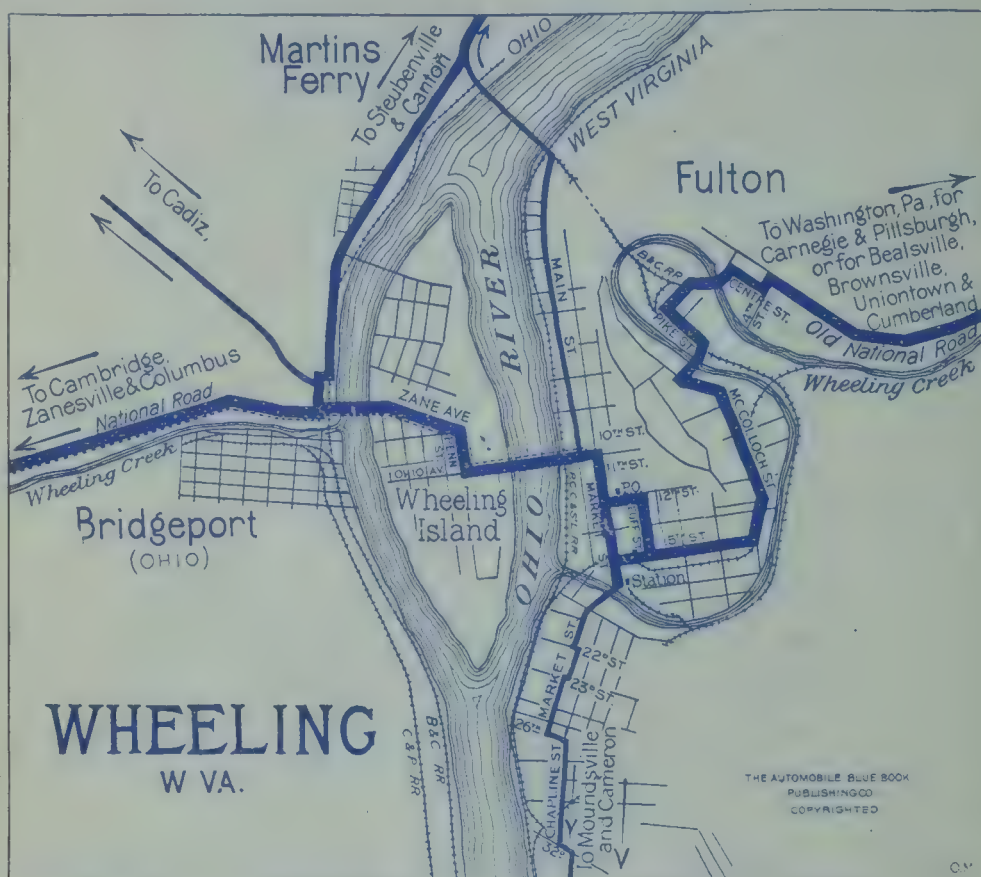 Martins
Ferry
To Steubenville
& Canton
OHIO
WEST VIRGINIA
To Cadiz,
Fulton
To Washington, Pa., for
Carnegie & Pittsburgh,
or for Bealsville,
Brownsville,
Uniontown &
Cumberland
B&C RR
CENTRE ST.
PIKE ST
Old National Road
Wheeling Creek
MAIN ST
OHIO RIVER
To Cambridge,
Zanesville & Columbus
National Road
Wheeling Creek
ZANE AVE
PENN ST
OHIO AV.
10TH ST.
11TH ST.
MCCOLLOCH ST.
Wheeling
Island
Bridgeport
(OHIO)
MARKET ST
P.O.
12TH ST.
15TH ST.
Station
22D ST.
23D ST.
26TH
MARKET ST
CHAPLINE ST
To Moundsville
and Cameron
WHEELING
W VA.
C & P RR
B&C RR
THE AUTOMOBILE BLUE BOOK
PUBLISHING CO
COPYRIGHTED